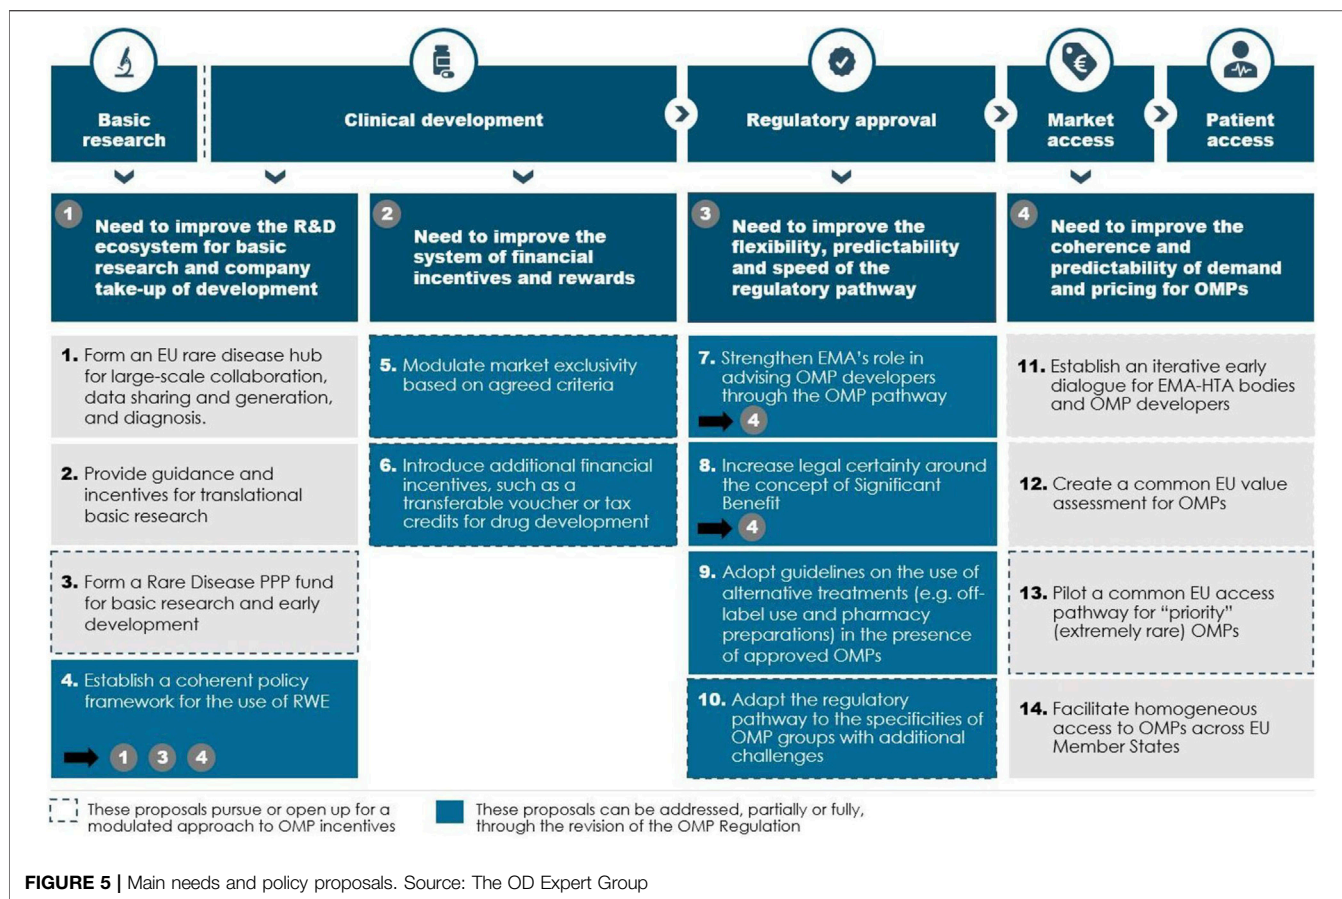 Basic
research
Clinical development
Regulatory approval
Market
access
Patient
access
1
Need to improve the R&D
ecosystem for basic
research and company
take-up of development
2
Need to improve the
system of financial
incentives and rewards
3
Need to improve the
flexibility, predictability
and speed of the
regulatory pathway
4
Need to improve the
coherence and
predictability of demand
and pricing for OMPs
1. Form an EU rare disease hub
for large-scale collaboration,
data sharing and generation,
and diagnosis.
2. Provide guidance and
incentives for translational
basic research
3. Form a Rare Disease PPP fund
for basic research and early
development
4. Establish a coherent policy
framework for the use of RWE
1 3 4
5. Modulate market exclusivity
based on agreed criteria
6. Introduce additional financial
incentives, such as a
transferable voucher or tax
credits for drug development
7. Strengthen EMA's role in
advising OMP developers
through the OMP pathway
4
8. Increase legal certainty around
the concept of Significant
Benefit
4
9. Adopt guidelines on the use of
alternative treatments (e.g. off-
label use and pharmacy
preparations) in the presence
of approved OMPs
10. Adapt the regulatory
pathway to the specificities of
OMP groups with additional
challenges
11. Establish an iterative early
dialogue for EMA-HTA bodies
and OMP developers
12. Create a common EU value
assessment for OMPs
13. Pilot a common EU access
pathway for "priority"
(extremely rare) OMPs
14. Facilitate homogeneous
access to OMPs across EU
Member States
These proposals pursue or open up for a
modulated approach to OMP incentives
These proposals can be addressed, partially or fully,
through the revision of the OMP Regulation
FIGURE 5 | Main needs and policy proposals. Source: The OD Expert Group